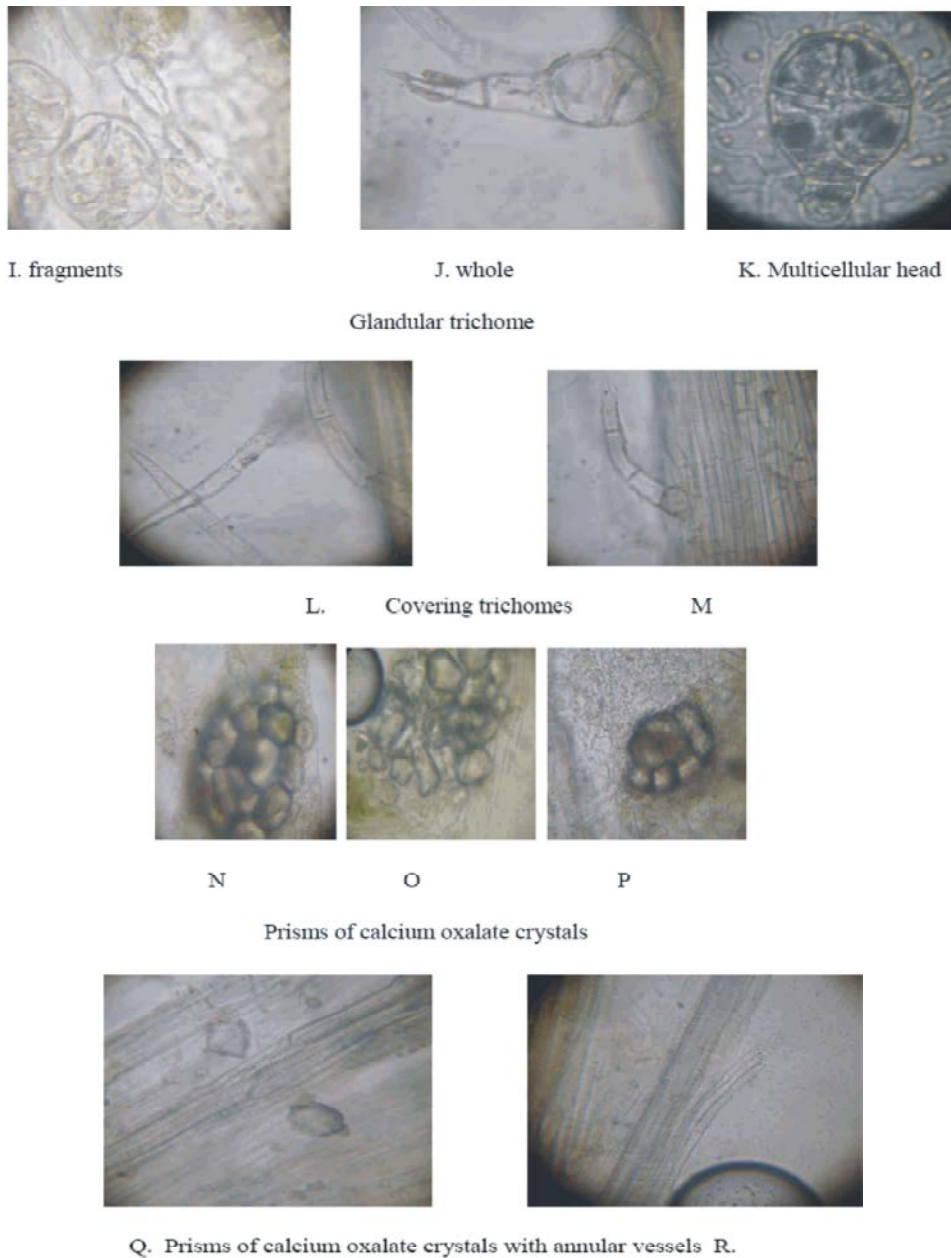 I. fragments J. whole K. Multicellular head
Glandular trichome
L. Covering trichomes M
N O P
Prisms of calcium oxalate crystals
Q. Prisms of calcium oxalate crystals with annular vessels R.